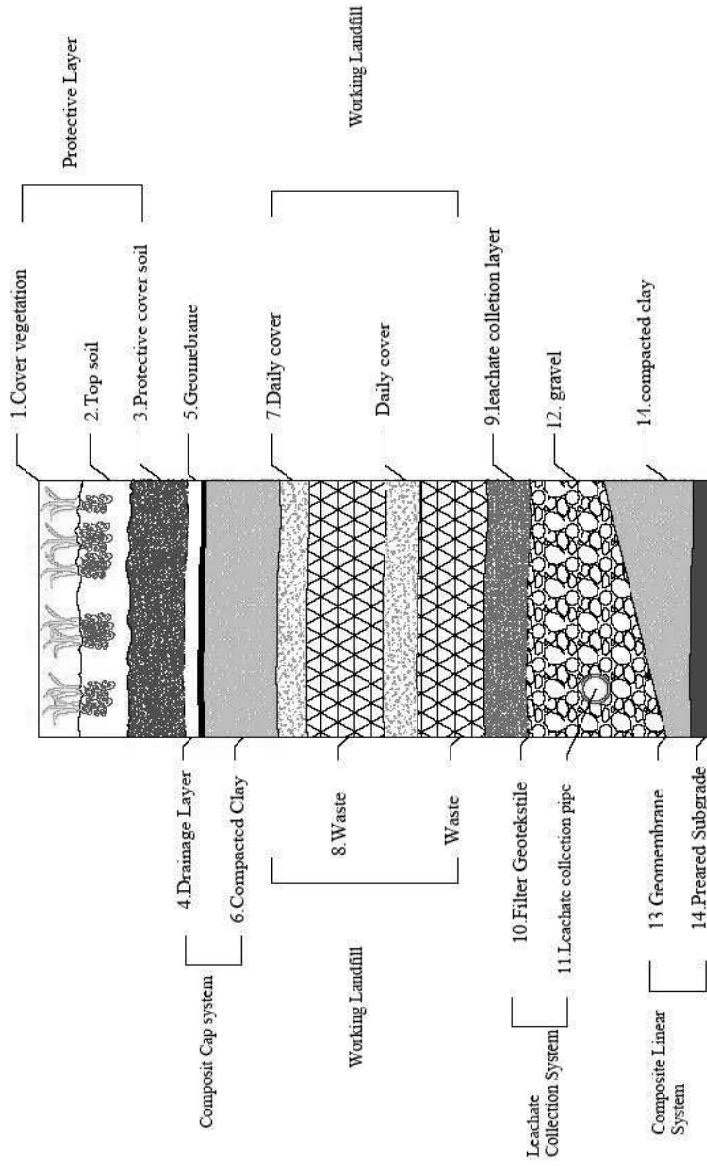 1.Cover vegetation
2.Top soil
3.Protective cover soil
Protective Layer
4.Drainage Layer
5.Geomebrane
6.Compacted Clay
Composit Cap system
7.Daily cover
8.Waste
Daily cover
Waste
Working Landfill
Working Landfill
9.leachate colletion layer
10.Filter Geotekstile
11.Leachate collection pipe
12. gravel
Leachate
Collection System
13 Geomembrane
14.compacted clay
14.Preared Subgrade
Composite Linear
System